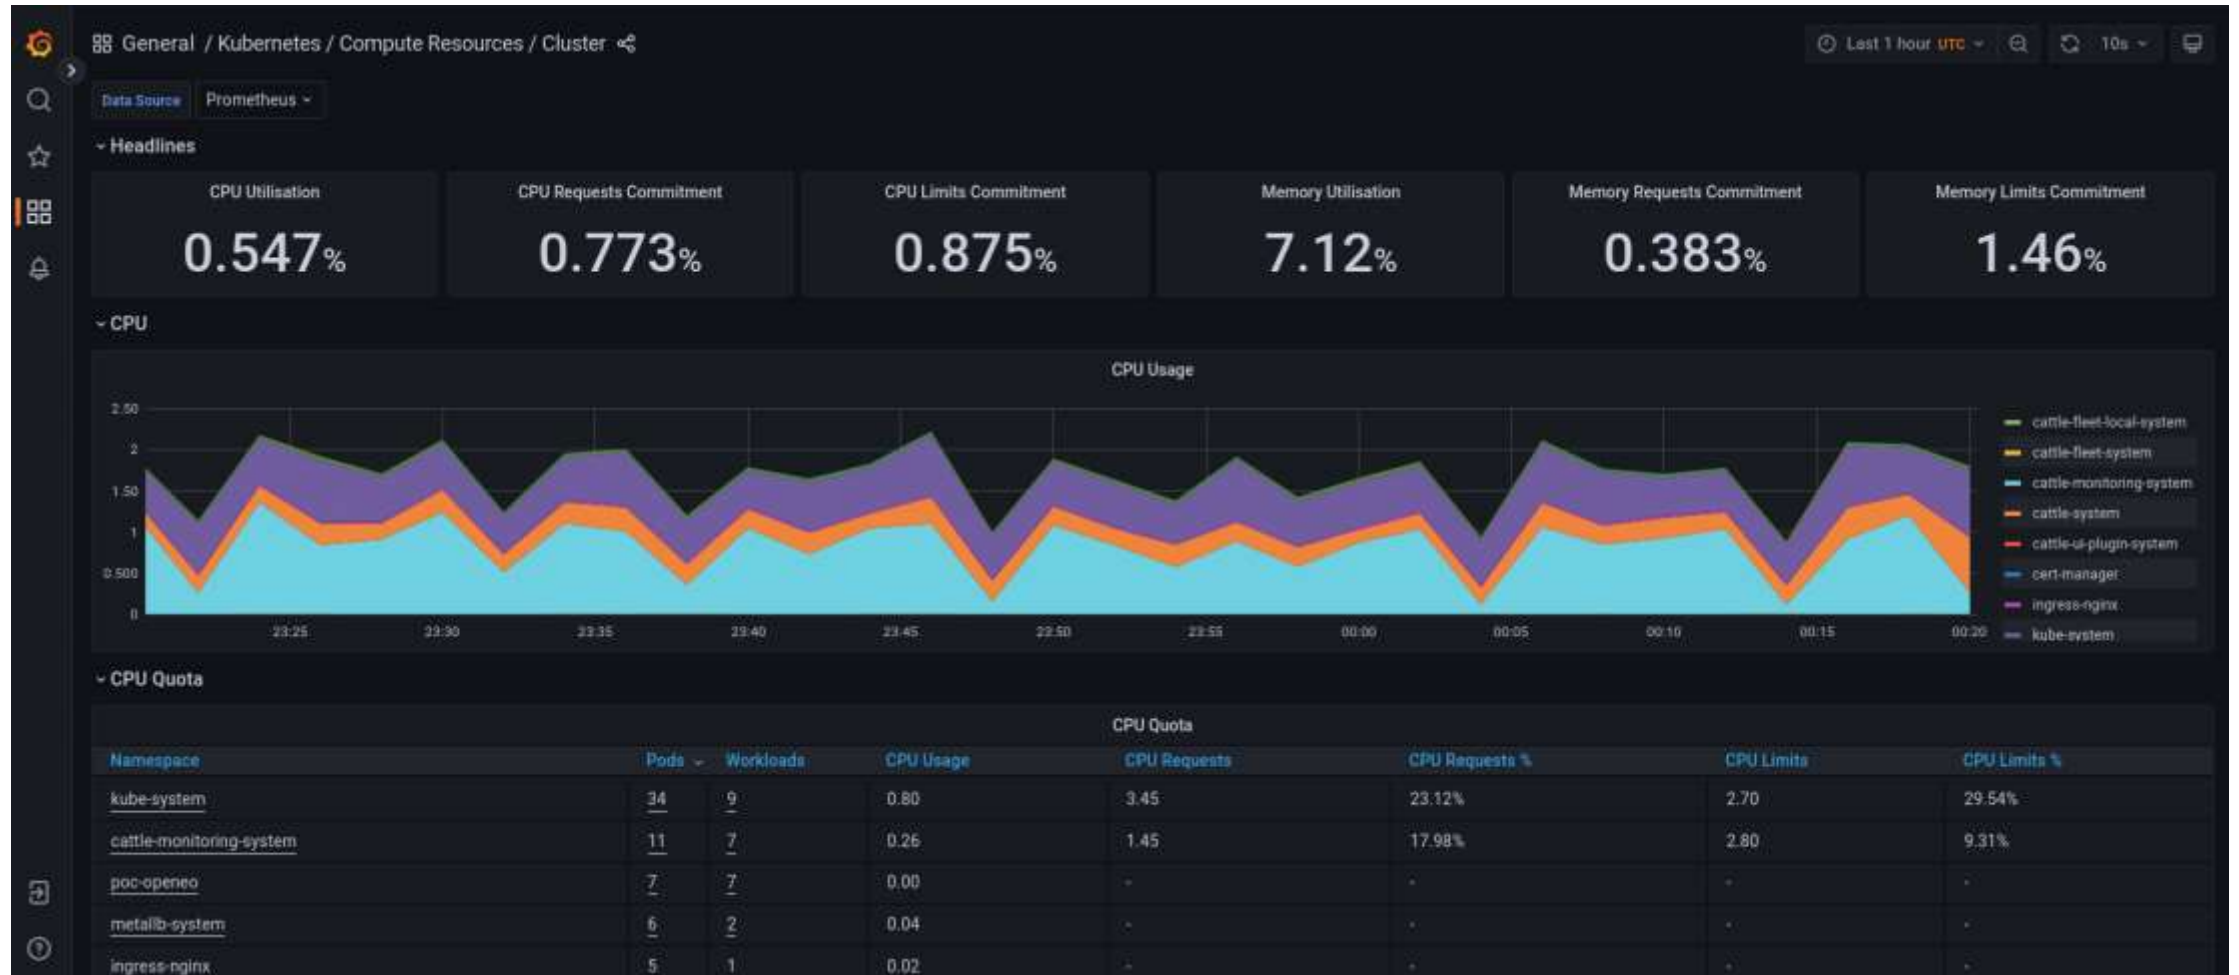 General / Kubernetes / Compute Resources / Cluster
Last 1 hour UTC
10s
Data Source Prometheus
Headlines
CPU Utilisation
0.547%
CPU Requests Commitment
0.773%
CPU Limits Commitment
0.875%
Memory Utilisation
7.12%
Memory Requests Commitment
0.383%
Memory Limits Commitment
1.46%
CPU
CPU Usage
2.50
2
1.50
1
0.500
0
23:25 23:30 23:35 23:40 23:45 23:50 23:55 00:00 00:05 00:10 00:15 00:20
cattle-fleet-local-system
cattle-fleet-system
cattle-monitoring-system
cattle-system
cattle-ui-plugin-system
cert-manager
ingress-nginx
kube-system
CPU Quota
CPU Quota
Namespace Pods Workloads CPU Usage CPU Requests CPU Requests % CPU Limits CPU Limits %
kube-system 34 9 0.80 3.45 23.12% 2.70 29.54%
cattle-monitoring-system 11 7 0.26 1.45 17.98% 2.80 9.31%
poc-openeo 7 7 0.00 - - - -
metallb-system 6 2 0.04 - - - -
ingress-nginx 5 1 0.02 - - - -